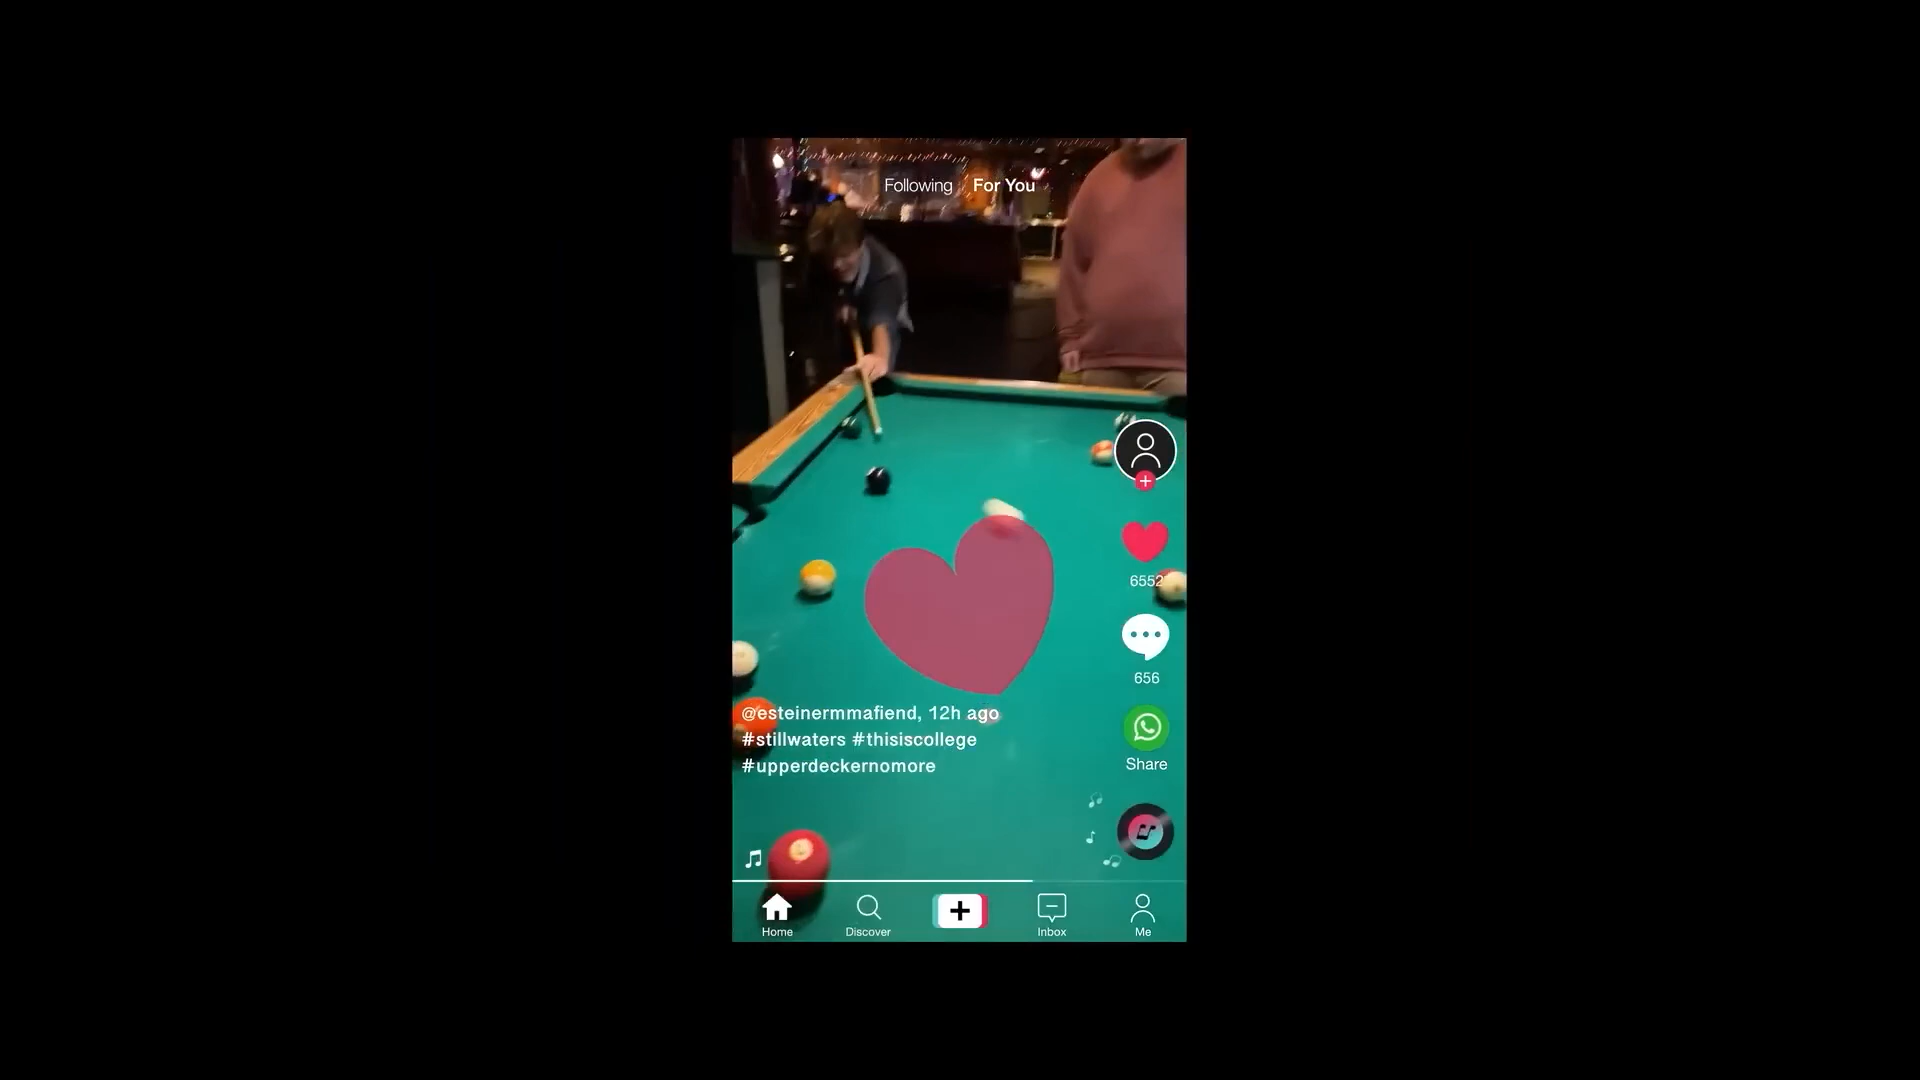 Following For You
6552
656
@esteinermmafiend, 12h ago
#stillwaters #thisiscollege
#upperdeckernomore
Share
Home Discover Inbox Me